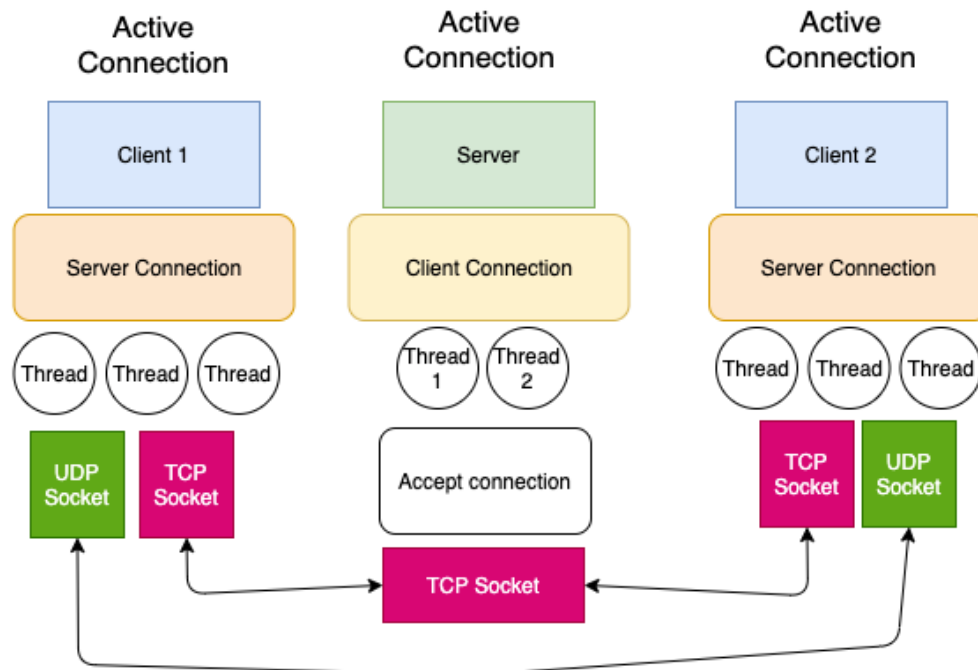 Active
Connection
Active
Connection
Active
Connection
Client 1
Server
Client 2
Server Connection
Client Connection
Server Connection
Thread
Thread
Thread
Thread
1
Thread
2
Thread
Thread
Thread
UDP
Socket
TCP
Socket
Accept connection
TCP
Socket
UDP
Socket
TCP Socket